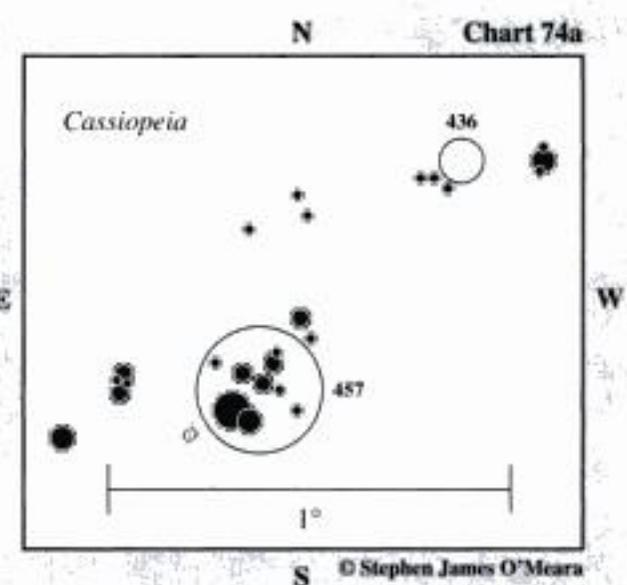 N
Chart 74a
Cassiopeia
436
E
W
457
ϕ
1°
S
© Stephen James O'Meara